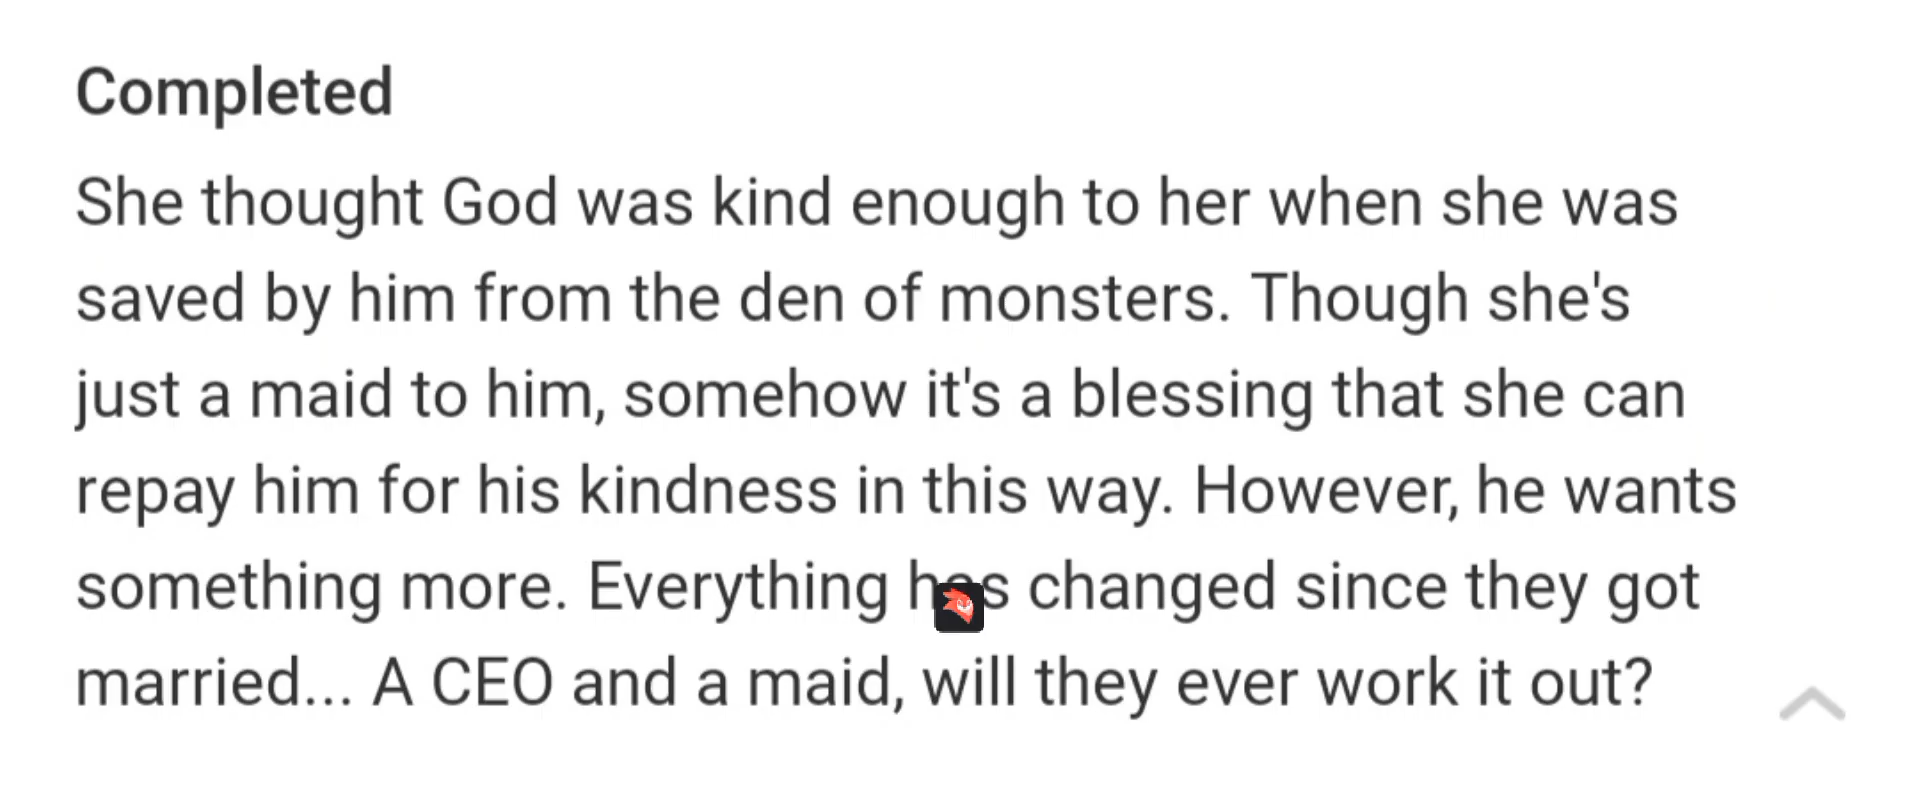 Completed
She thought God was kind enough to her when she was
saved by him from the den of monsters. Though she's
just a maid to him, somehow it's a blessing that she can
repay him for his kindness in this way. However, he wants
something more. Everything has changed since they got
married... A CEO and a maid, will they ever work it out?